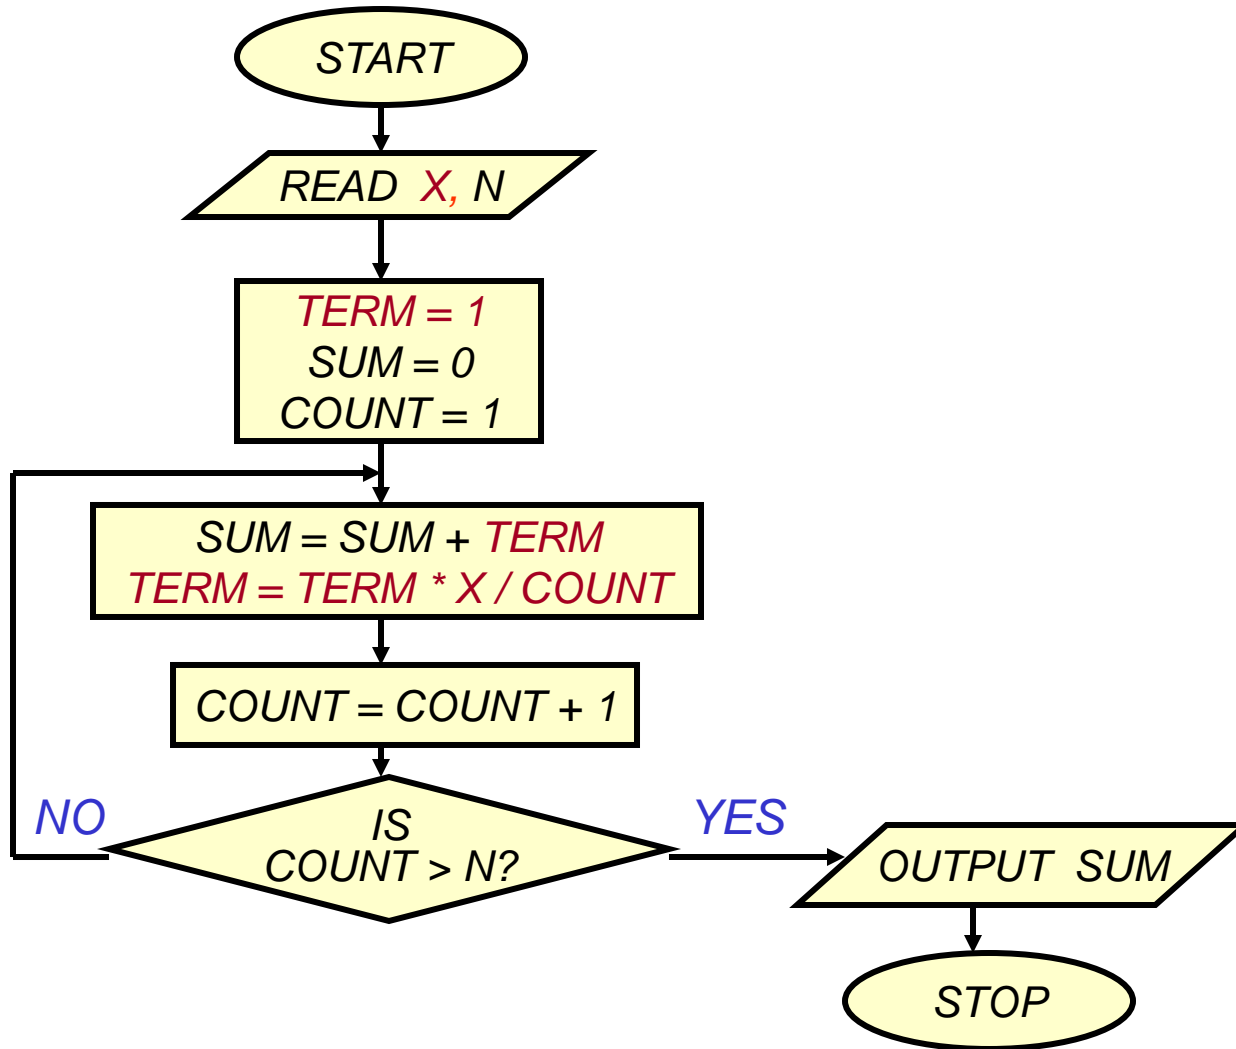 START
READ X, N
TERM = 1
SUM = 0
COUNT = 1
SUM = SUM + TERM
TERM = TERM * X / COUNT
COUNT = COUNT + 1
IS
COUNT > N?
NO
YES
OUTPUT SUM
STOP